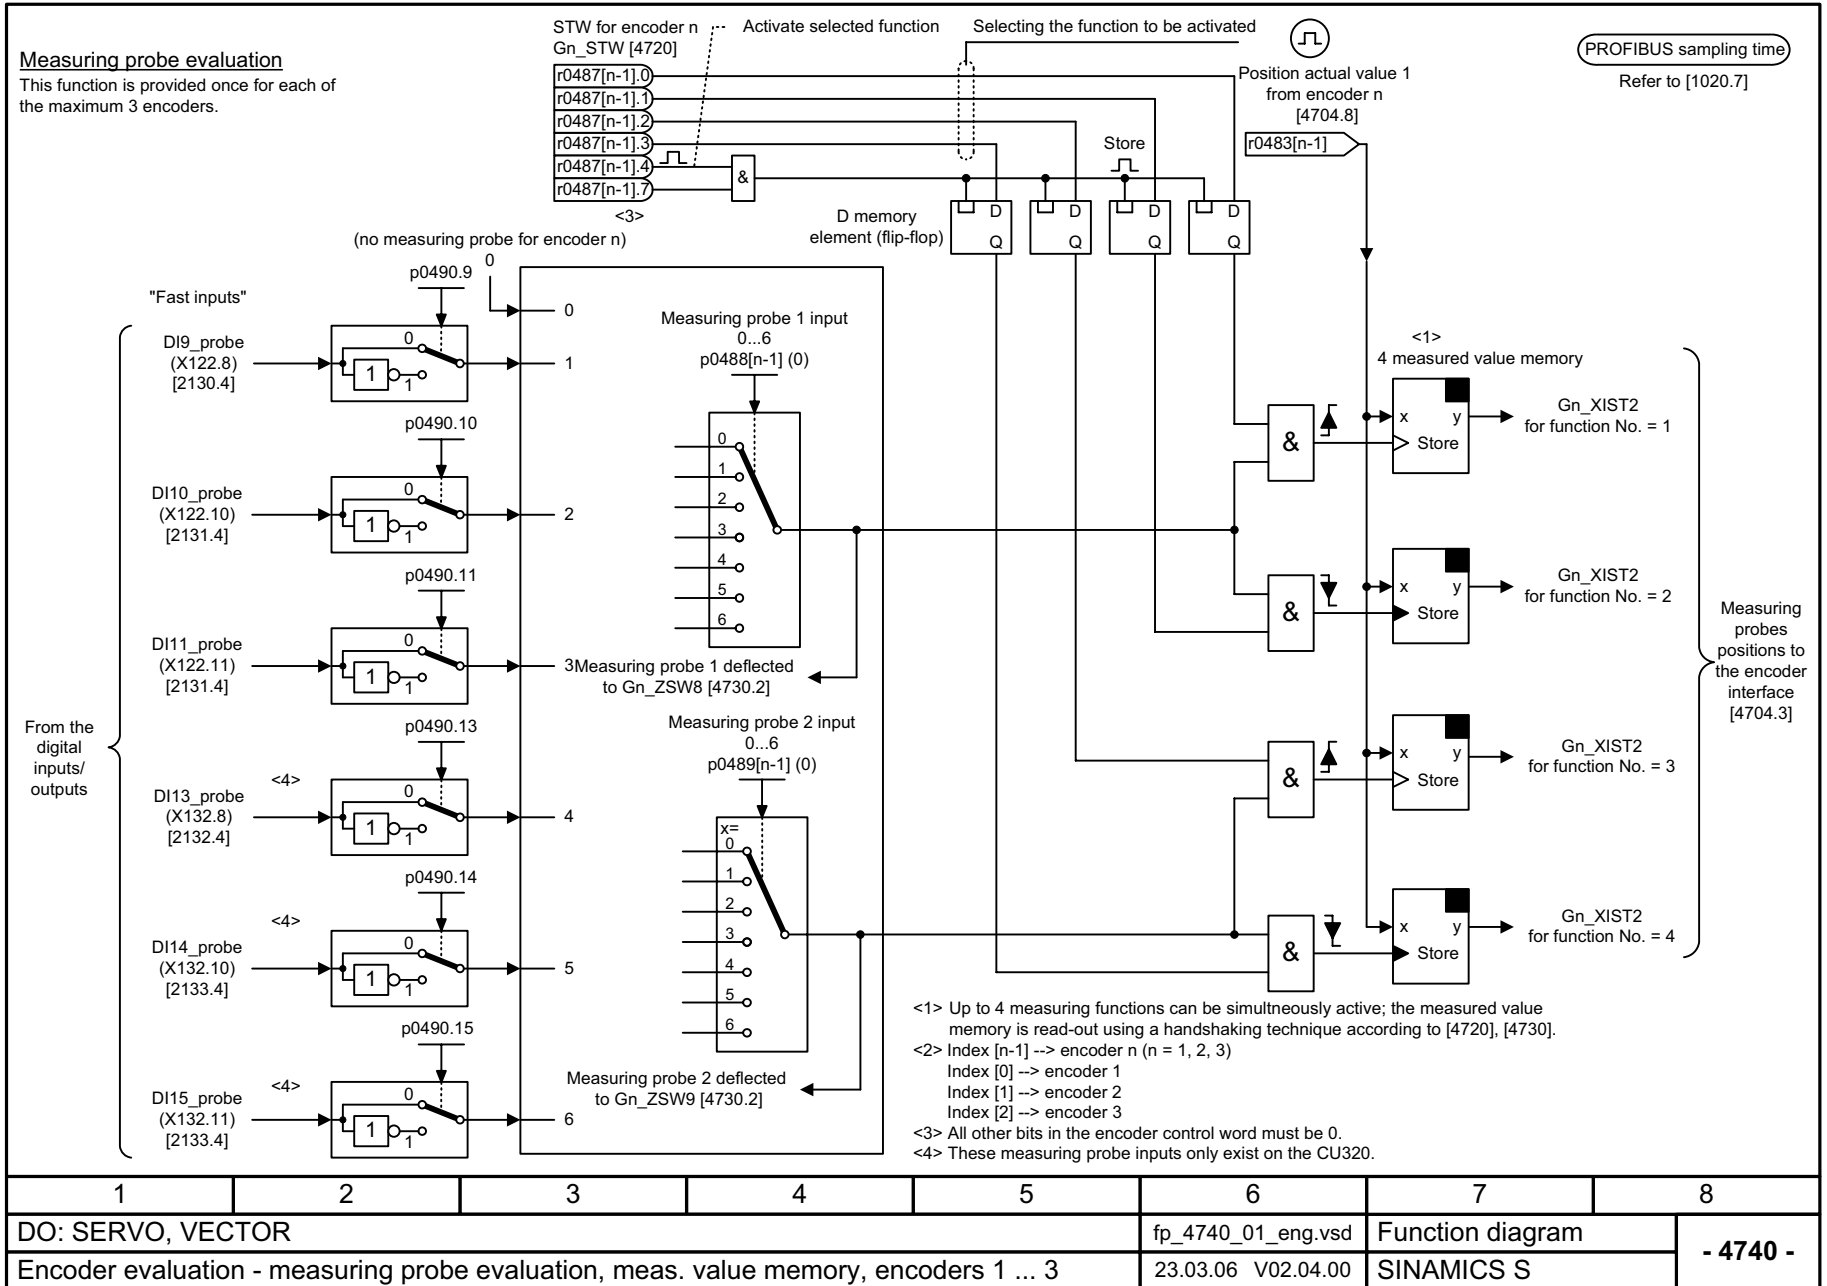 Measuring probe evaluation
This function is provided once for each of
the maximum 3 encoders.
STW for encoder n
Gn_STW [4720]
Activate selected function
Selecting the function to be activated
PROFIBUS sampling time
Refer to [1020.7]
Position actual value 1
from encoder n
[4704.8]
r0483[n-1]
r0487[n-1].0
r0487[n-1].1
r0487[n-1].2
r0487[n-1].3
r0487[n-1].4
r0487[n-1].7
&
<3>
Store
D memory
element (flip-flop)
D
Q
D
Q
D
Q
D
Q
(no measuring probe for encoder n)
0
"Fast inputs"
From the
digital
inputs/
outputs
p0490.9
DI9_probe
(X122.8)
[2130.4]
0
1
1
p0490.10
DI10_probe
(X122.10)
[2131.4]
0
1
1
p0490.11
DI11_probe
(X122.11)
[2131.4]
0
1
1
p0490.13
<4>
DI13_probe
(X132.8)
[2132.4]
0
1
1
p0490.14
<4>
DI14_probe
(X132.10)
[2133.4]
0
1
1
p0490.15
<4>
DI15_probe
(X132.11)
[2133.4]
0
1
1
0
1
2
3
4
5
6
Measuring probe 1 input
0...6
p0488[n-1] (0)
0
1
2
3
4
5
6
Measuring probe 1 deflected
to Gn_ZSW8 [4730.2]
Measuring probe 2 input
0...6
p0489[n-1] (0)
x=
0
1
2
3
4
5
6
Measuring probe 2 deflected
to Gn_ZSW9 [4730.2]
<1>
4 measured value memory
&
x
y
Store
Gn_XIST2
for function No. = 1
&
x
y
Store
Gn_XIST2
for function No. = 2
&
x
y
Store
Gn_XIST2
for function No. = 3
&
x
y
Store
Gn_XIST2
for function No. = 4
Measuring
probes
positions to
the encoder
interface
[4704.3]
<1> Up to 4 measuring functions can be simultneously active; the measured value
memory is read-out using a handshaking technique according to [4720], [4730].
<2> Index [n-1] --> encoder n (n = 1, 2, 3)
Index [0] --> encoder 1
Index [1] --> encoder 2
Index [2] --> encoder 3
<3> All other bits in the encoder control word must be 0.
<4> These measuring probe inputs only exist on the CU320.
1 2 3 4 5 6 7 8
DO: SERVO, VECTOR
fp_4740_01_eng.vsd
Function diagram
- 4740 -
Encoder evaluation - measuring probe evaluation, meas. value memory, encoders 1 ... 3
23.03.06 V02.04.00
SINAMICS S